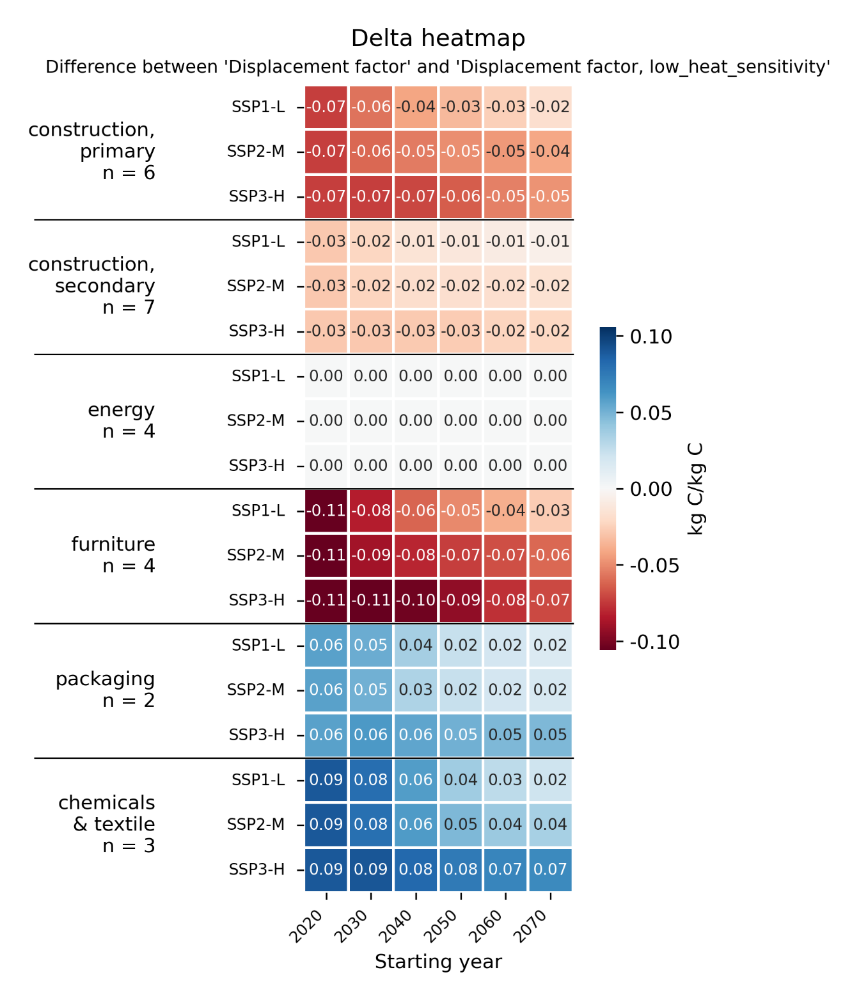 Delta heatmap
Difference between 'Displacement factor' and 'Displacement factor, low_heat_sensitivity'
construction,
primary
n = 6
SSP1-L -0.07 -0.06 -0.04 -0.03 -0.03 -0.02
SSP2-M -0.07 -0.06 -0.05 -0.05 -0.05 -0.04
SSP3-H -0.07 -0.07 -0.07 -0.06 -0.05 -0.05
construction,
secondary
n = 7
SSP1-L -0.03 -0.02 -0.01 -0.01 -0.01 -0.01
SSP2-M -0.03 -0.02 -0.02 -0.02 -0.02 -0.02
SSP3-H -0.03 -0.03 -0.03 -0.03 -0.02 -0.02
energy
n = 4
SSP1-L 0.00 0.00 0.00 0.00 0.00 0.00
SSP2-M 0.00 0.00 0.00 0.00 0.00 0.00
SSP3-H 0.00 0.00 0.00 0.00 0.00 0.00
furniture
n = 4
SSP1-L -0.11 -0.08 -0.06 -0.05 -0.04 -0.03
SSP2-M -0.11 -0.09 -0.08 -0.07 -0.07 -0.06
SSP3-H -0.11 -0.11 -0.10 -0.09 -0.08 -0.07
packaging
n = 2
SSP1-L 0.06 0.05 0.04 0.02 0.02 0.02
SSP2-M 0.06 0.05 0.03 0.02 0.02 0.02
SSP3-H 0.06 0.06 0.06 0.05 0.05 0.05
chemicals
& textile
n = 3
SSP1-L 0.09 0.08 0.06 0.04 0.03 0.02
SSP2-M 0.09 0.08 0.06 0.05 0.04 0.04
SSP3-H 0.09 0.09 0.08 0.08 0.07 0.07
2020 2030 2040 2050 2060 2070
Starting year
0.10
0.05
0.00
-0.05
-0.10
kg C/kg C